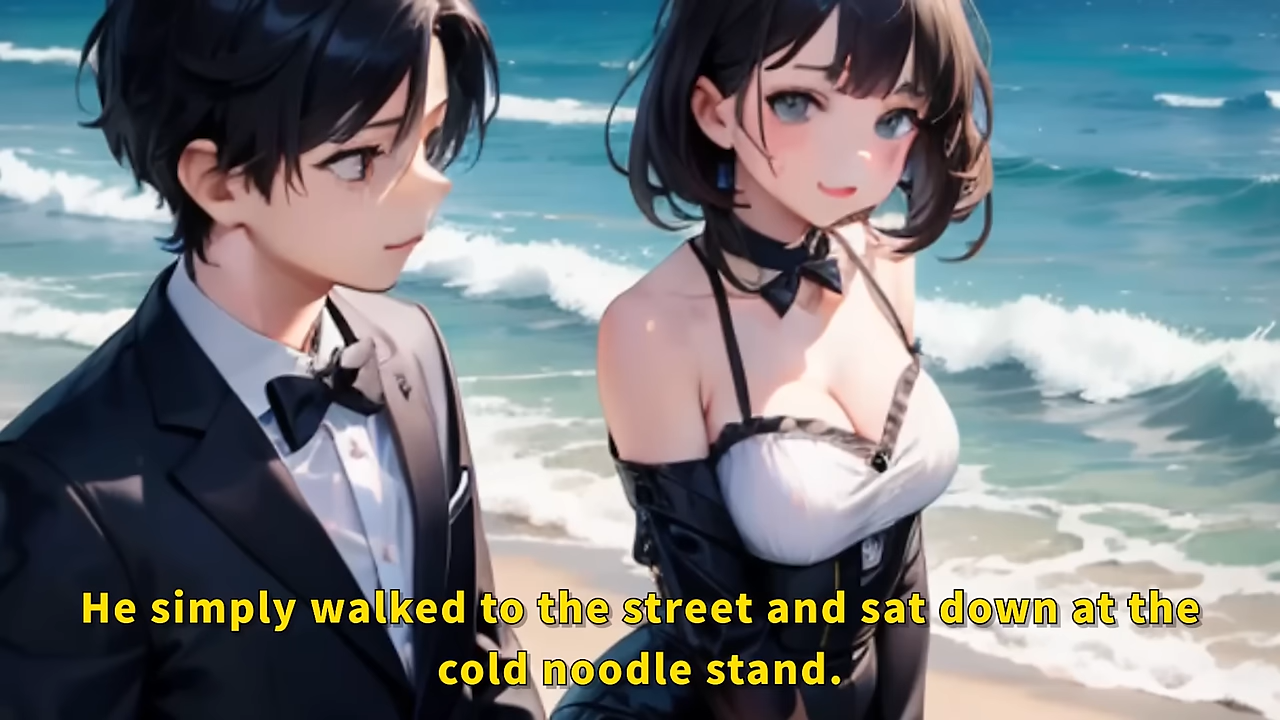 He simply walked to the street and sat down at the
cold noodle stand.